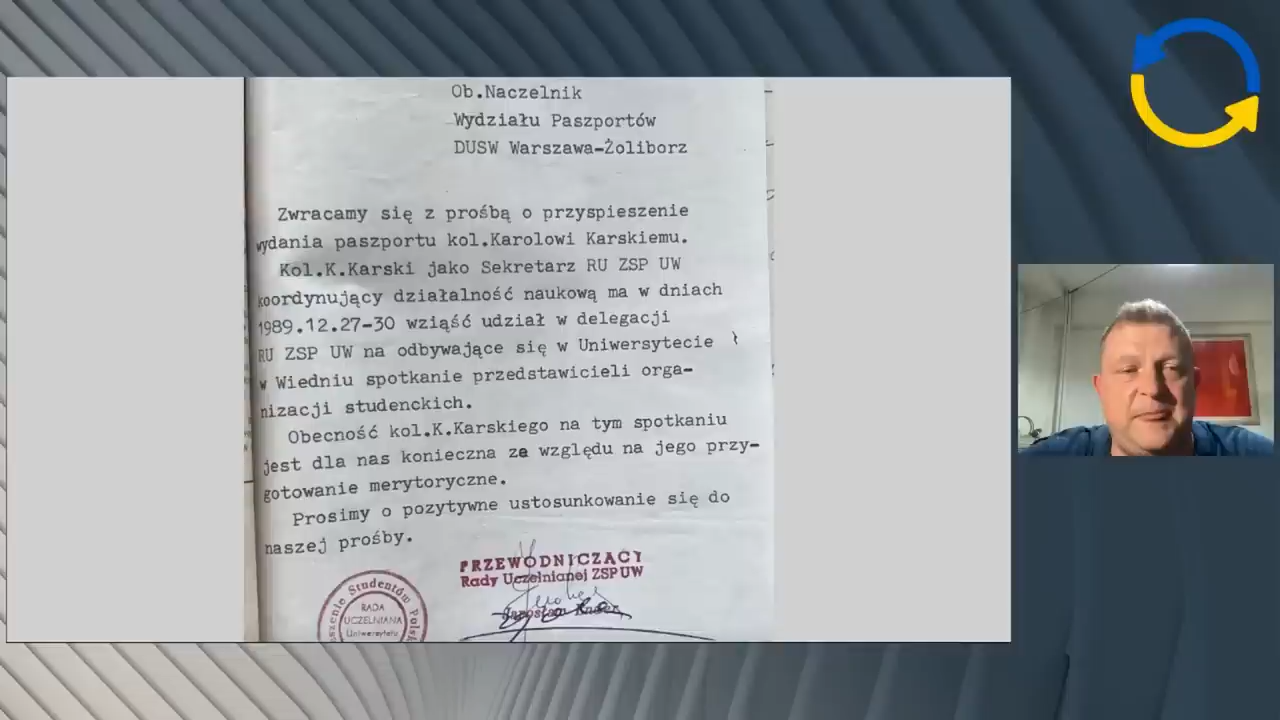 Ob.Naczelnik
Wydziału Paszportów
DUSW Warszawa-Żoliborz
Zwracamy się z prośbą o przyspieszenie
wydania paszportu kol.Karolowi Karskiemu.
Kol.K.Karski jako Sekretarz RU ZSP UW
koordynujący działalność naukową ma w dniach
1989.12.27-30 wziąść udział w delegacji
RU ZSP UW na odbywające się w Uniwersytecie
w Wiedniu spotkanie przedstawicieli orga-
nizacji studenckich.
Obecność kol.K.Karskiego na tym spotkaniu
jest dla nas konieczna ze względu na jego przy-
gotowanie merytoryczne.
Prosimy o pozytywne ustosunkowanie się do
naszej prośby.
PRZEWODNICZĄCY
Rady Uczelnianej ZSP UW
Studentów
RADA
UCZELNIANA
Uniwersytetu